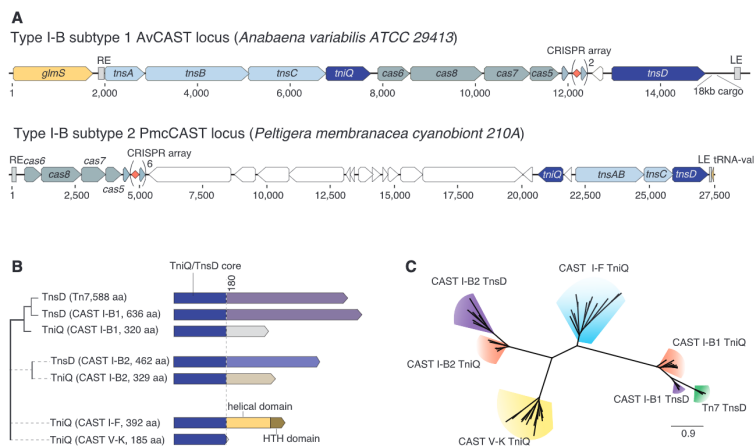 A
Type I-B subtype 1 AvCAST locus (Anabaena variabilis ATCC 29413)
RE CRISPR array LE
glmS tnsA tnsB tnsC tniQ cas6 cas8 cas7 cas5 2 tnsD
1 2,000 4,000 6,000 8,000 10,000 12,000 14,000 18kb cargo
Type I-B subtype 2 PmcCAST locus (Peltigera membranacea cyanobiont 210A)
RE cas6 cas7 CRISPR array LE tRNA-val
cas8 cas5 6 tniQ tnsAB tnsC tnsD
1 2,500 5,000 7,500 10,000 12,500 15,000 17,500 20,000 22,500 25,000 27,500
B
TniQ/TnsD core 180
TnsD (Tn7,588 aa)
TnsD (CAST I-B1, 636 aa)
TniQ (CAST I-B1, 320 aa)
TnsD (CAST I-B2, 462 aa)
TniQ (CAST I-B2, 329 aa)
helical domain
TniQ (CAST I-F, 392 aa)
HTH domain
TniQ (CAST V-K, 185 aa)
C
CAST I-F TniQ
CAST I-B2 TnsD
CAST I-B1 TniQ
CAST I-B2 TniQ
CAST I-B1 TnsD
Tn7 TnsD
CAST V-K TniQ
0.9